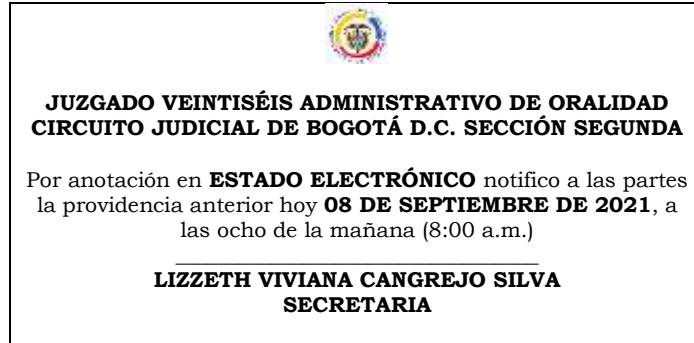 JUZGADO VEINTISÉIS ADMINISTRATIVO DE ORALIDAD
CIRCUITO JUDICIAL DE BOGOTÁ D.C. SECCIÓN SEGUNDA
Por anotación en ESTADO ELECTRÓNICO notifico a las partes
la providencia anterior hoy 08 DE SEPTIEMBRE DE 2021, a
las ocho de la mañana (8:00 a.m.)
LIZZETH VIVIANA CANGREJO SILVA
SECRETARIA